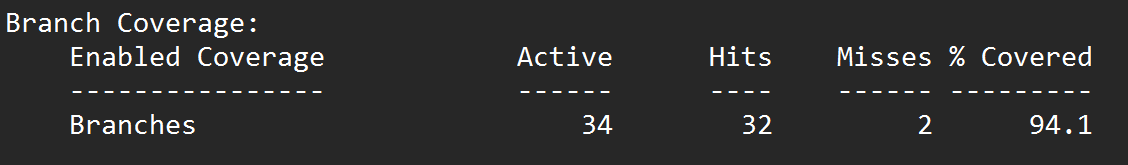 Branch Coverage:
    Enabled Coverage            Active      Hits    Misses % Covered
    ----------------            ------      ----    ------ ---------
    Branches                        34        32         2      94.1